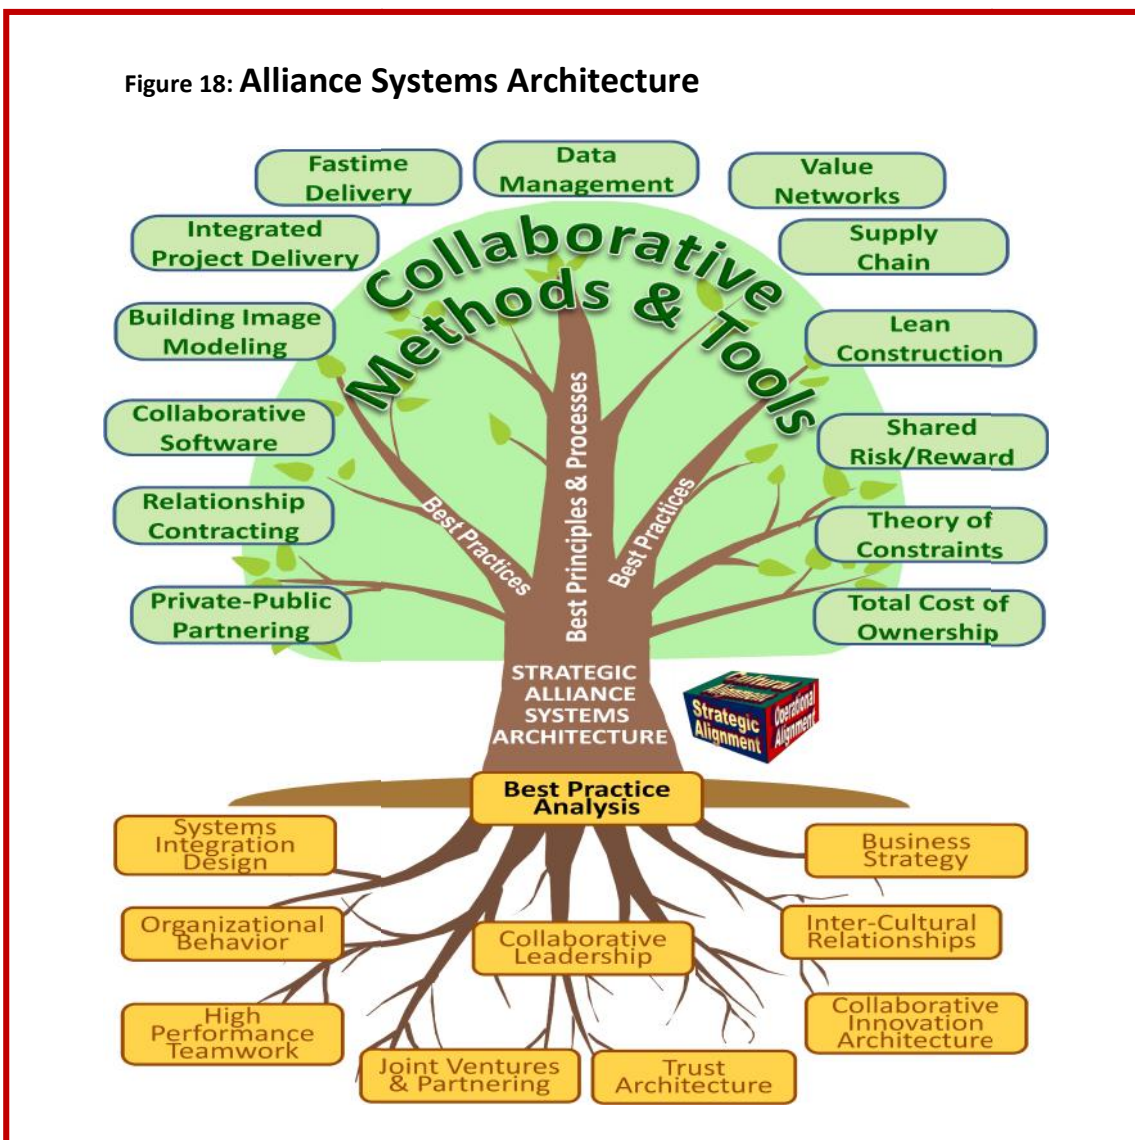 Figure 18: Alliance Systems Architecture
Fastime
Delivery
Data
Management
Value
Networks
Integrated
Project Delivery
Supply
Chain
Collaborative
Methods & Tools
Building Image
Modeling
Lean
Construction
Collaborative
Software
Shared
Risk/Reward
Relationship
Contracting
Theory of
Constraints
Private-Public
Partnering
Total Cost of
Ownership
Best Practices
Best Principles & Processes
Best Practices
STRATEGIC
ALLIANCE
SYSTEMS
ARCHITECTURE
Cultural
Alignment
Strategic
Alignment
Operational
Alignment
Best Practice
Analysis
Systems
Integration
Design
Business
Strategy
Organizational
Behavior
Collaborative
Leadership
Inter-Cultural
Relationships
High
Performance
Teamwork
Collaborative
Innovation
Architecture
Joint Ventures
& Partnering
Trust
Architecture